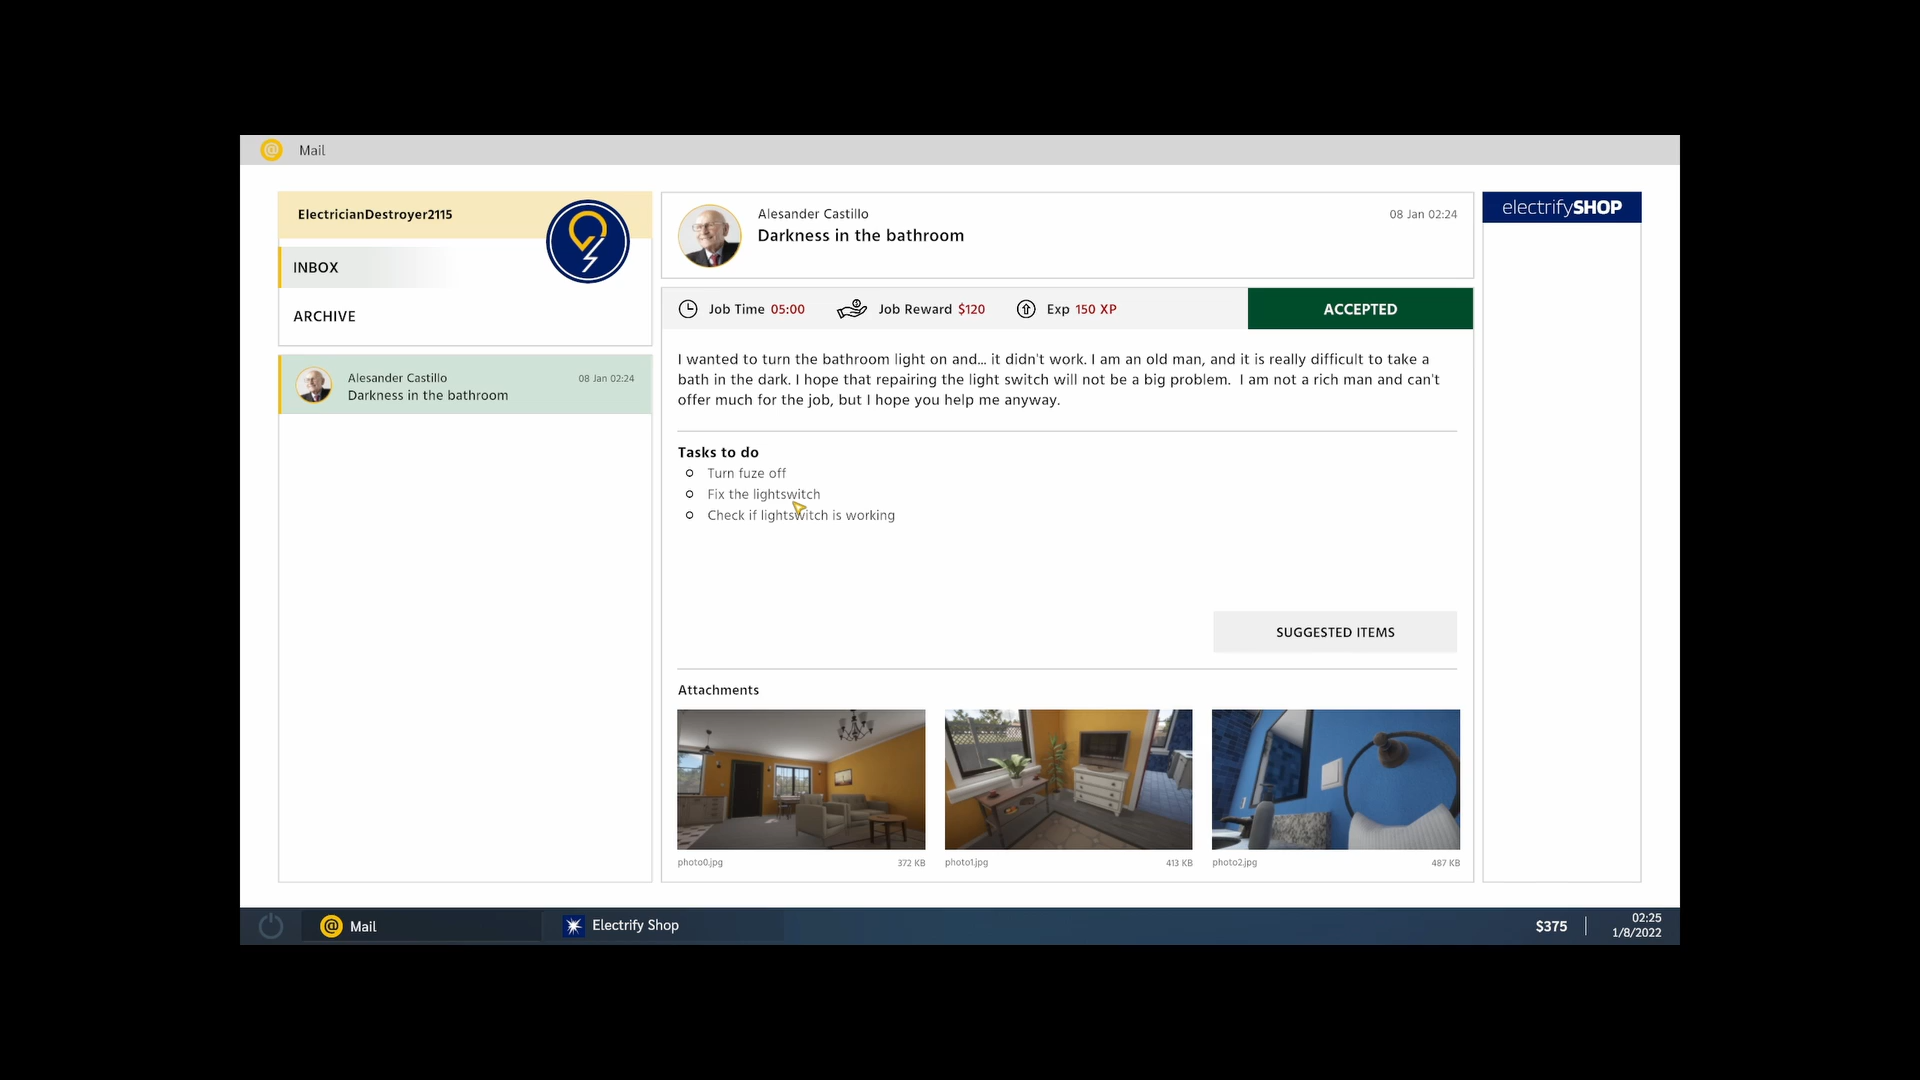 Mail
ElectricianDestroyer2115
INBOX
ARCHIVE
Alesander Castillo
08 Jan 02:24
Darkness in the bathroom
Alesander Castillo
08 Jan 02:24
Darkness in the bathroom
Job Time 05:00
Job Reward $120
Exp 150 XP
ACCEPTED
I wanted to turn the bathroom light on and... it didn't work. I am an old man, and it is really difficult to take a
bath in the dark. I hope that repairing the light switch will not be a big problem. I am not a rich man and can't
offer much for the job, but I hope you help me anyway.
Tasks to do
Turn fuze off
Fix the lightswitch
Check if lightswitch is working
SUGGESTED ITEMS
Attachments
photo0.jpg
372 KB
photo1.jpg
413 KB
photo2.jpg
487 KB
electrifySHOP
Mail
Electrify Shop
$375
02:25
1/8/2022